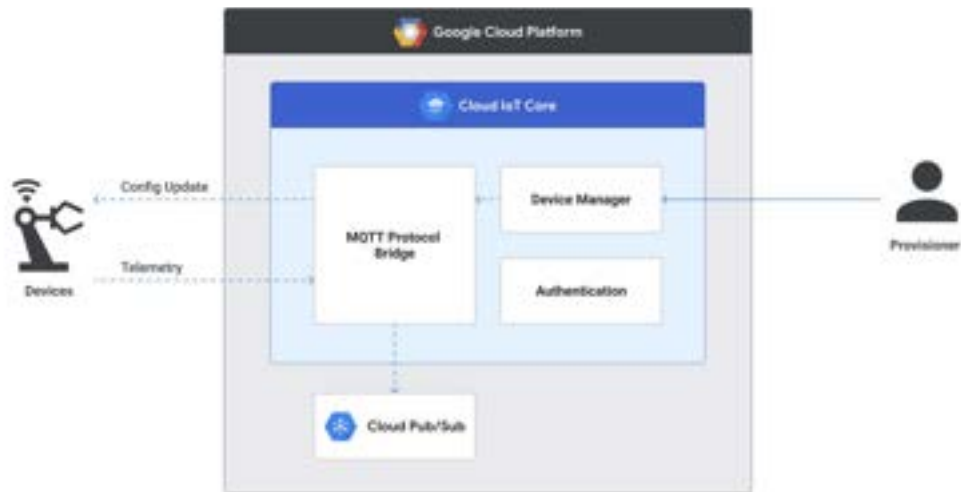 Google Cloud Platform
Cloud IoT Core
Config Update
Telemetry
Devices
MQTT Protocol
Bridge
Device Manager
Authentication
Provisioner
Cloud Pub/Sub